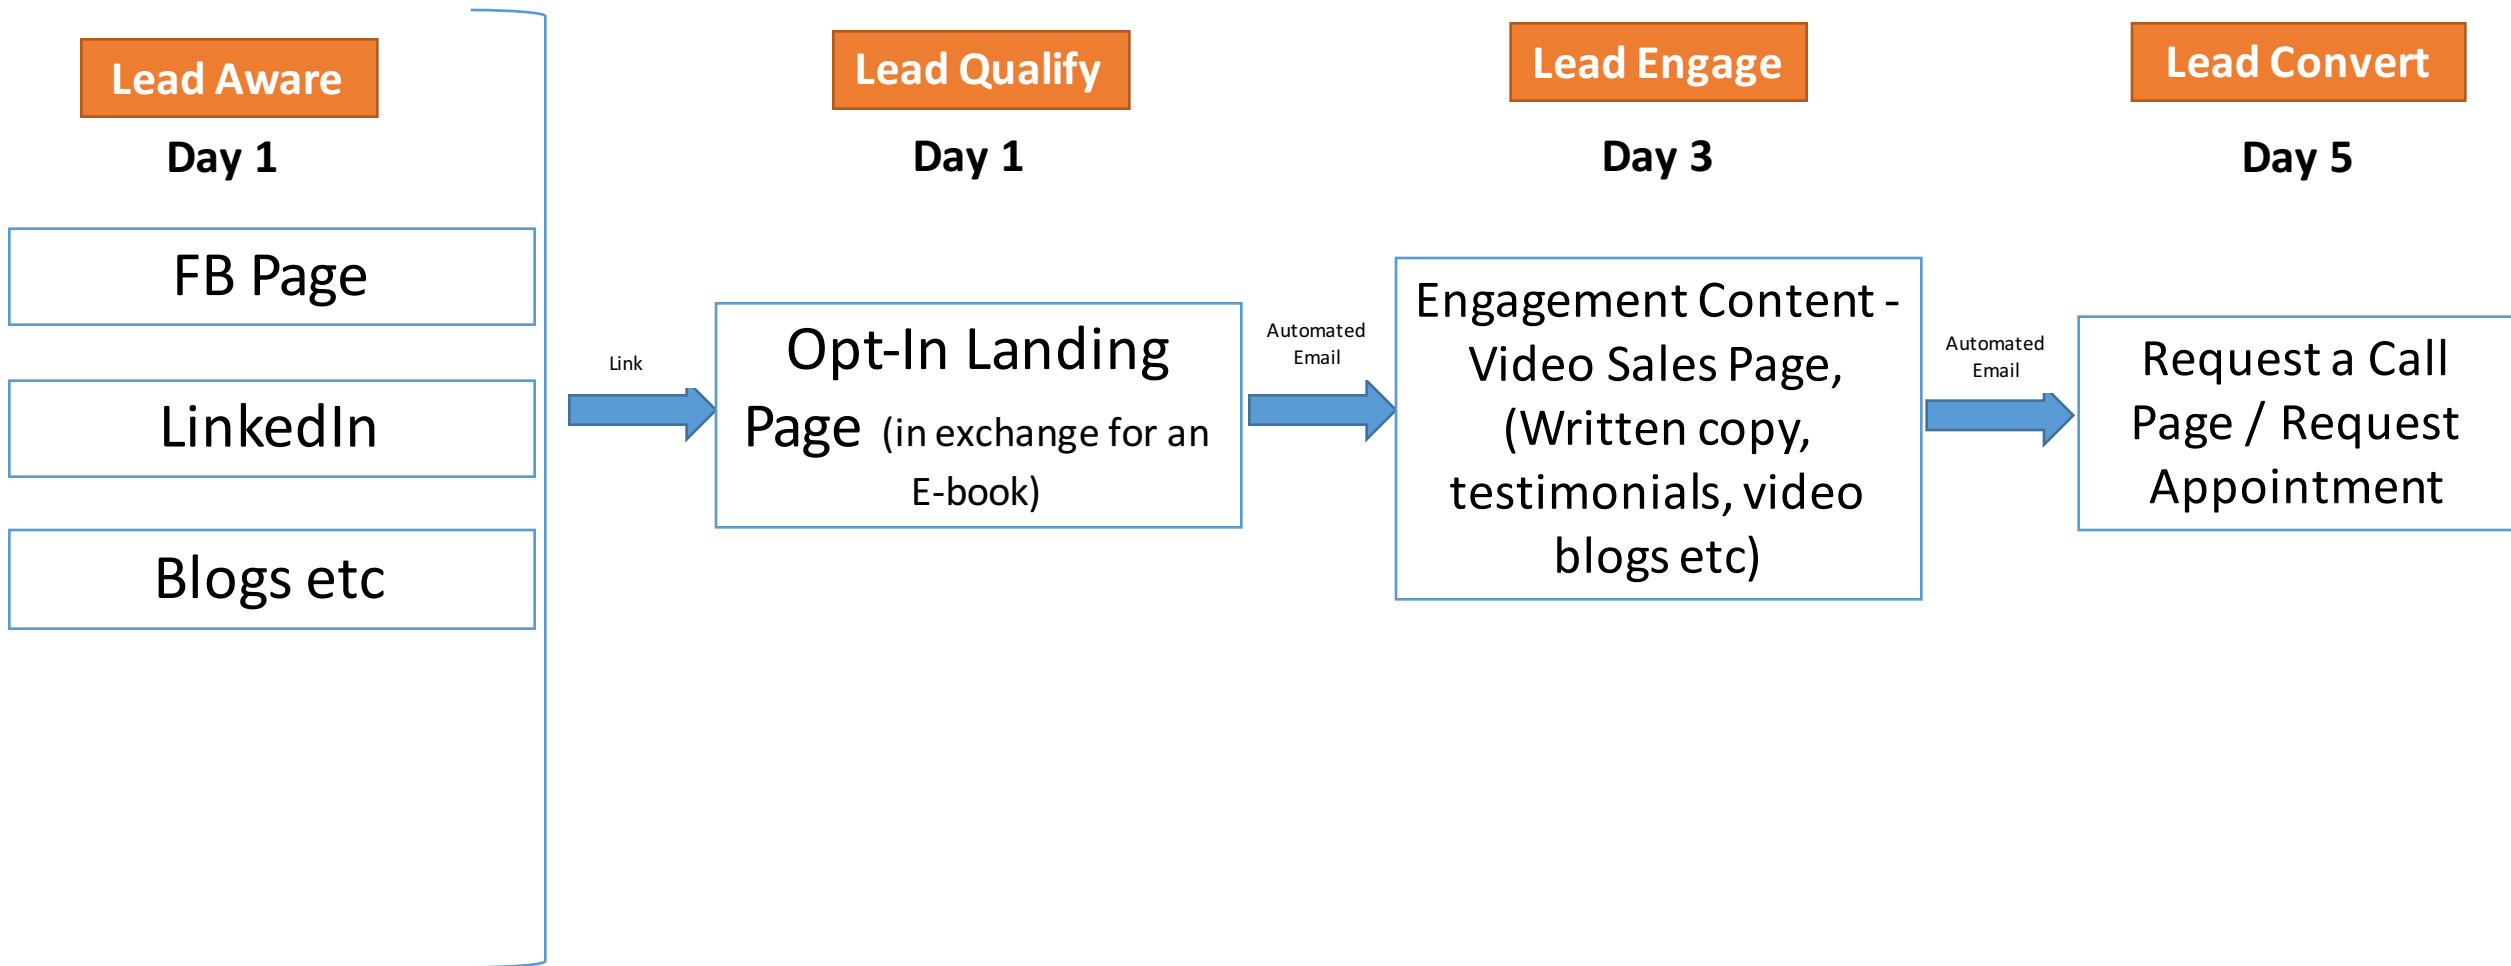 Lead Aware
Day 1
FB Page
LinkedIn
Blogs etc
Link
Lead Qualify
Day 1
Opt-In Landing
Page (in exchange for an
E-book)
Automated
Email
Lead Engage
Day 3
Engagement Content -
Video Sales Page,
(Written copy,
testimonials, video
blogs etc)
Automated
Email
Lead Convert
Day 5
Request a Call
Page / Request
Appointment